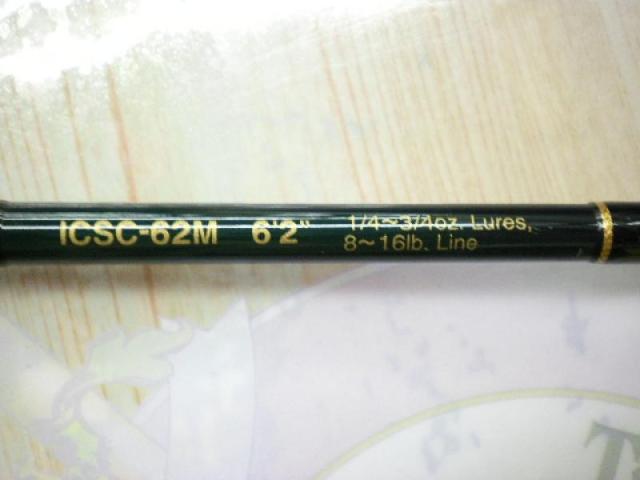 ICSC-62M 6'2" 1/4~3/4oz. Lures,
8~16lb. Line